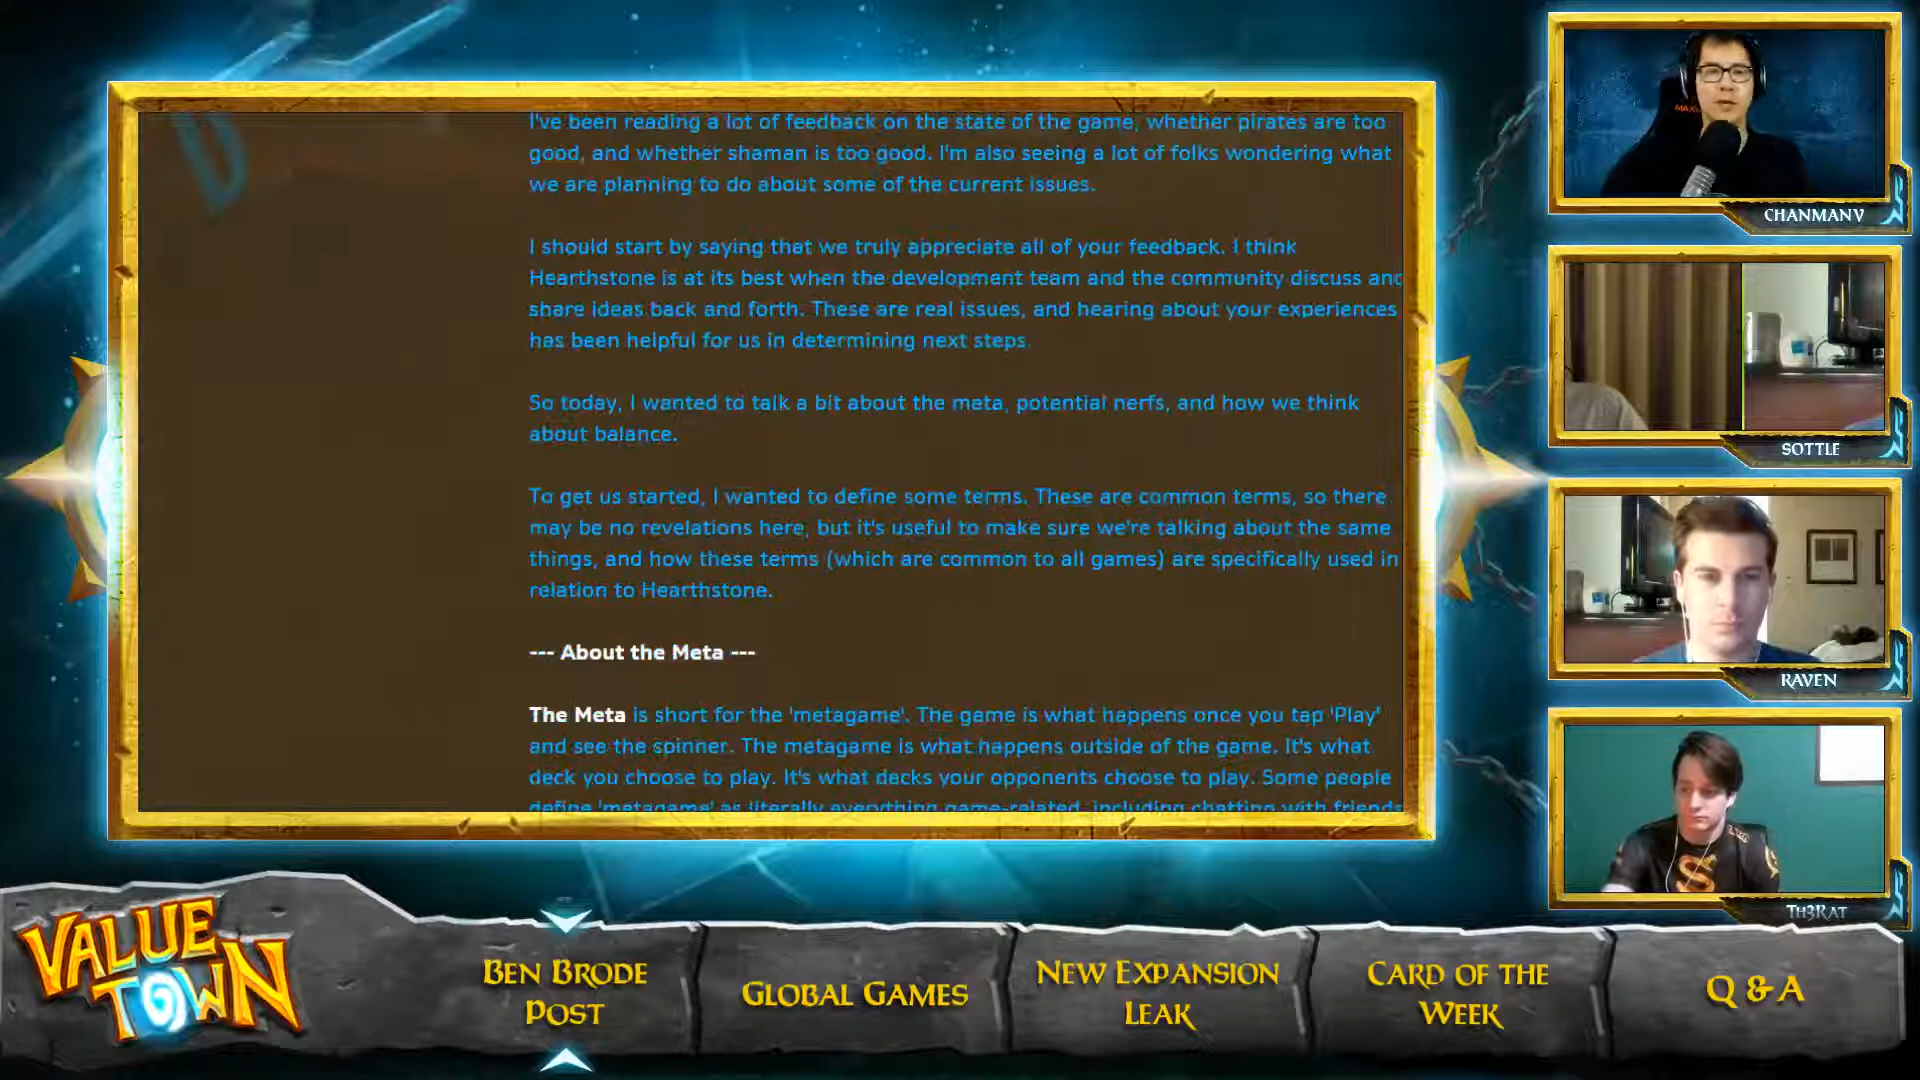 I've been reading a lot of feedback on the state of the game, whether pirates are too
good, and whether shaman is too good. I'm also seeing a lot of folks wondering what
we are planning to do about some of the current issues.
I should start by saying that we truly appreciate all of your feedback. I think
Hearthstone is at its best when the development team and the community discuss and
share ideas back and forth. These are real issues, and hearing about your experiences
has been helpful for us in determining next steps.
So today, I wanted to talk a bit about the meta, potential nerfs, and how we think
about balance.
To get us started, I wanted to define some terms. These are common terms, so there
may be no revelations here, but it's useful to make sure we're talking about the same
things, and how these terms (which are common to all games) are specifically used in
relation to Hearthstone.
--- About the Meta ---
The Meta is short for the 'metagame'. The game is what happens once you tap 'Play'
and see the spinner. The metagame is what happens outside of the game. It's what
deck you choose to play. It's what decks your opponents choose to play. Some people
define 'metagame' as literally everything game-related, including chatting with friends
CHANMANV
SOTTLE
RAVEN
TH3RAT
VALUE
TOWN
BEN BRODE
POST
GLOBAL GAMES
NEW EXPANSION
LEAK
CARD OF THE
WEEK
Q & A